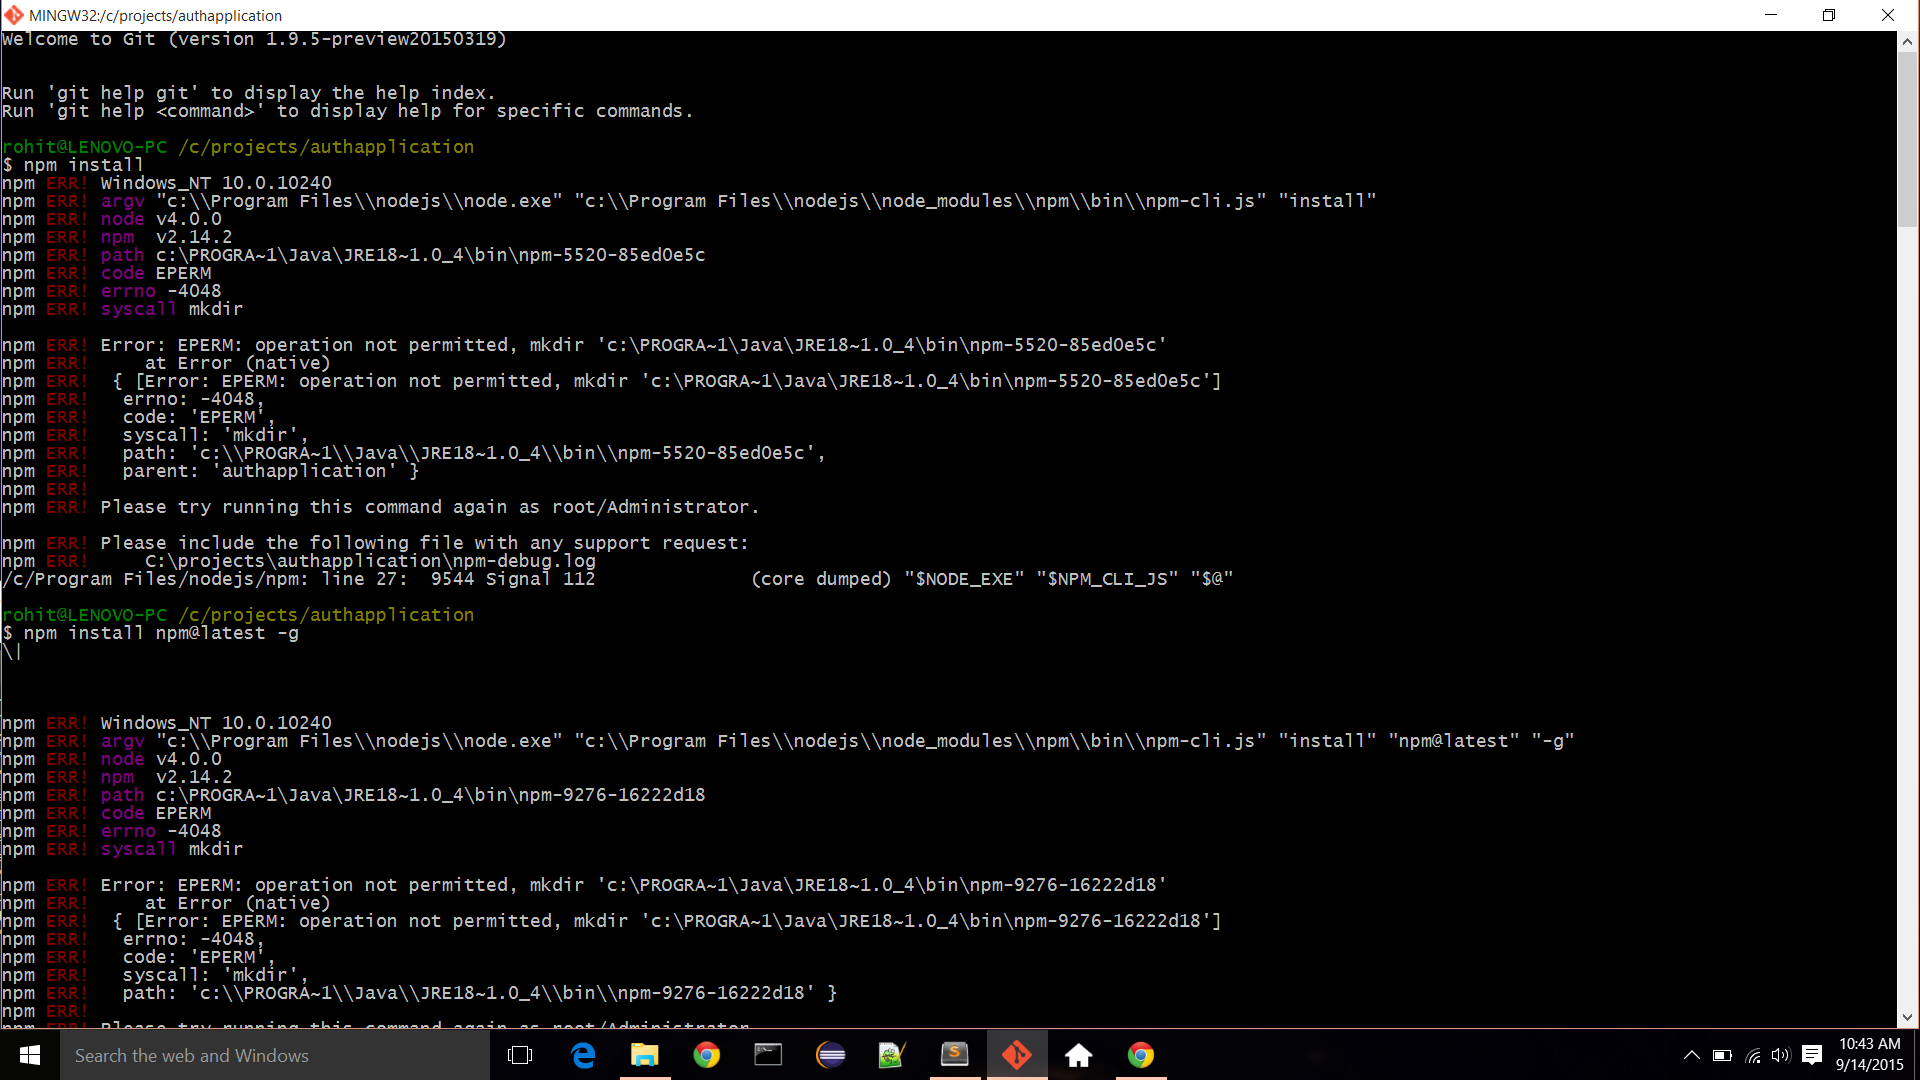 MINGW32:/c/projects/authapplication
Welcome to Git (version 1.9.5-preview20150319)
Run 'git help git' to display the help index.
Run 'git help <command>' to display help for specific commands.
rohit@LENOVO-PC /c/projects/authapplication
$ npm install
npm ERR! Windows_NT 10.0.10240
npm ERR! argv "c:\\Program Files\\nodejs\\node.exe" "c:\\Program Files\\nodejs\\node_modules\\npm\\bin\\npm-cli.js" "install"
npm ERR! node v4.0.0
npm ERR! npm  v2.14.2
npm ERR! path c:\PROGRA~1\Java\JRE18~1.0_4\bin\npm-5520-85ed0e5c
npm ERR! code EPERM
npm ERR! errno -4048
npm ERR! syscall mkdir
npm ERR! Error: EPERM: operation not permitted, mkdir 'c:\PROGRA~1\Java\JRE18~1.0_4\bin\npm-5520-85ed0e5c'
npm ERR!     at Error (native)
npm ERR!  { [Error: EPERM: operation not permitted, mkdir 'c:\PROGRA~1\Java\JRE18~1.0_4\bin\npm-5520-85ed0e5c']
npm ERR!   errno: -4048,
npm ERR!   code: 'EPERM',
npm ERR!   syscall: 'mkdir',
npm ERR!   path: 'c:\\PROGRA~1\\Java\\JRE18~1.0_4\\bin\\npm-5520-85ed0e5c',
npm ERR!   parent: 'authapplication' }
npm ERR!
npm ERR! Please try running this command again as root/Administrator.
npm ERR! Please include the following file with any support request:
npm ERR!     C:\projects\authapplication\npm-debug.log
/c/Program Files/nodejs/npm: line 27:  9544 Signal 112              (core dumped) "$NODE_EXE" "$NPM_CLI_JS" "$@"
rohit@LENOVO-PC /c/projects/authapplication
$ npm install npm@latest -g
\|
npm ERR! Windows_NT 10.0.10240
npm ERR! argv "c:\\Program Files\\nodejs\\node.exe" "c:\\Program Files\\nodejs\\node_modules\\npm\\bin\\npm-cli.js" "install" "npm@latest" "-g"
npm ERR! node v4.0.0
npm ERR! npm  v2.14.2
npm ERR! path c:\PROGRA~1\Java\JRE18~1.0_4\bin\npm-9276-16222d18
npm ERR! code EPERM
npm ERR! errno -4048
npm ERR! syscall mkdir
npm ERR! Error: EPERM: operation not permitted, mkdir 'c:\PROGRA~1\Java\JRE18~1.0_4\bin\npm-9276-16222d18'
npm ERR!     at Error (native)
npm ERR!  { [Error: EPERM: operation not permitted, mkdir 'c:\PROGRA~1\Java\JRE18~1.0_4\bin\npm-9276-16222d18']
npm ERR!   errno: -4048,
npm ERR!   code: 'EPERM',
npm ERR!   syscall: 'mkdir',
npm ERR!   path: 'c:\\PROGRA~1\\Java\\JRE18~1.0_4\\bin\\npm-9276-16222d18' }
npm ERR!
npm ERR! Please try running this command again as root/Administrator.
Search the web and Windows
10:43 AM
9/14/2015